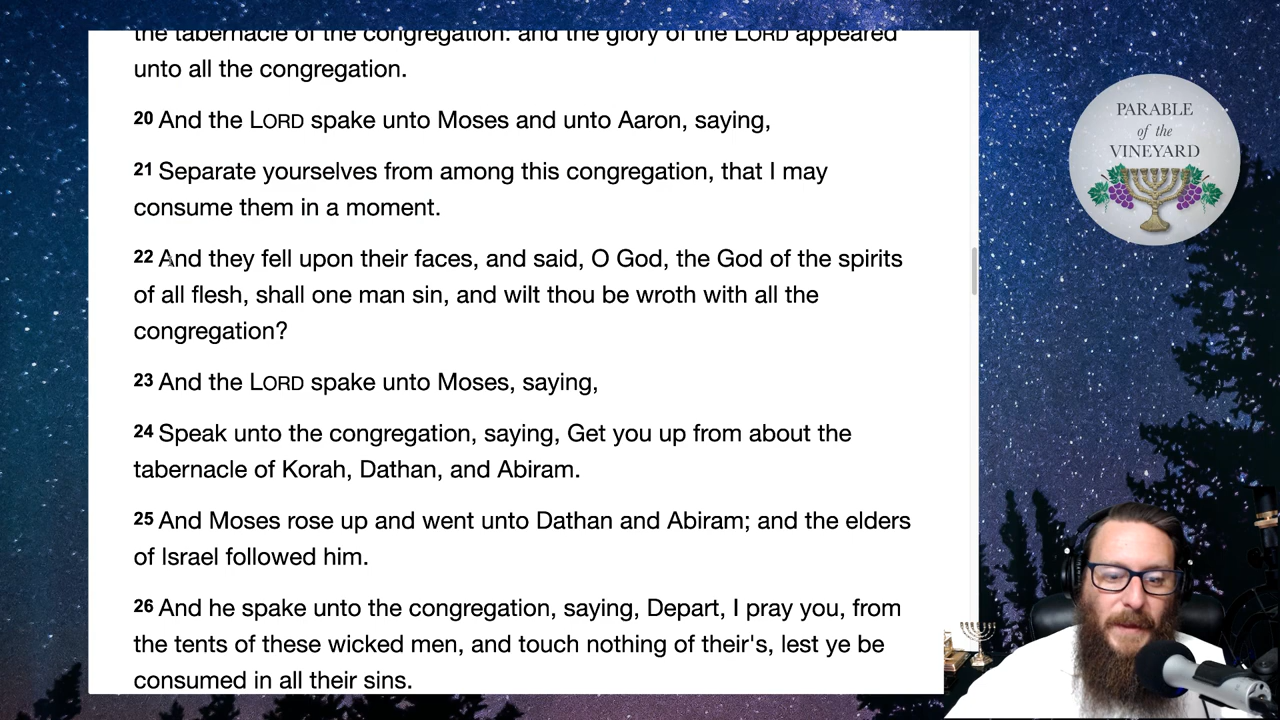 the tabernacle of the congregation: and the glory of the LORD appeared
unto all the congregation.
20 And the LORD spake unto Moses and unto Aaron, saying,
21 Separate yourselves from among this congregation, that I may
consume them in a moment.
22 And they fell upon their faces, and said, O God, the God of the spirits
of all flesh, shall one man sin, and wilt thou be wroth with all the
congregation?
23 And the LORD spake unto Moses, saying,
24 Speak unto the congregation, saying, Get you up from about the
tabernacle of Korah, Dathan, and Abiram.
25 And Moses rose up and went unto Dathan and Abiram; and the elders
of Israel followed him.
26 And he spake unto the congregation, saying, Depart, I pray you, from
the tents of these wicked men, and touch nothing of their's, lest ye be
consumed in all their sins.
PARABLE
of the
VINEYARD